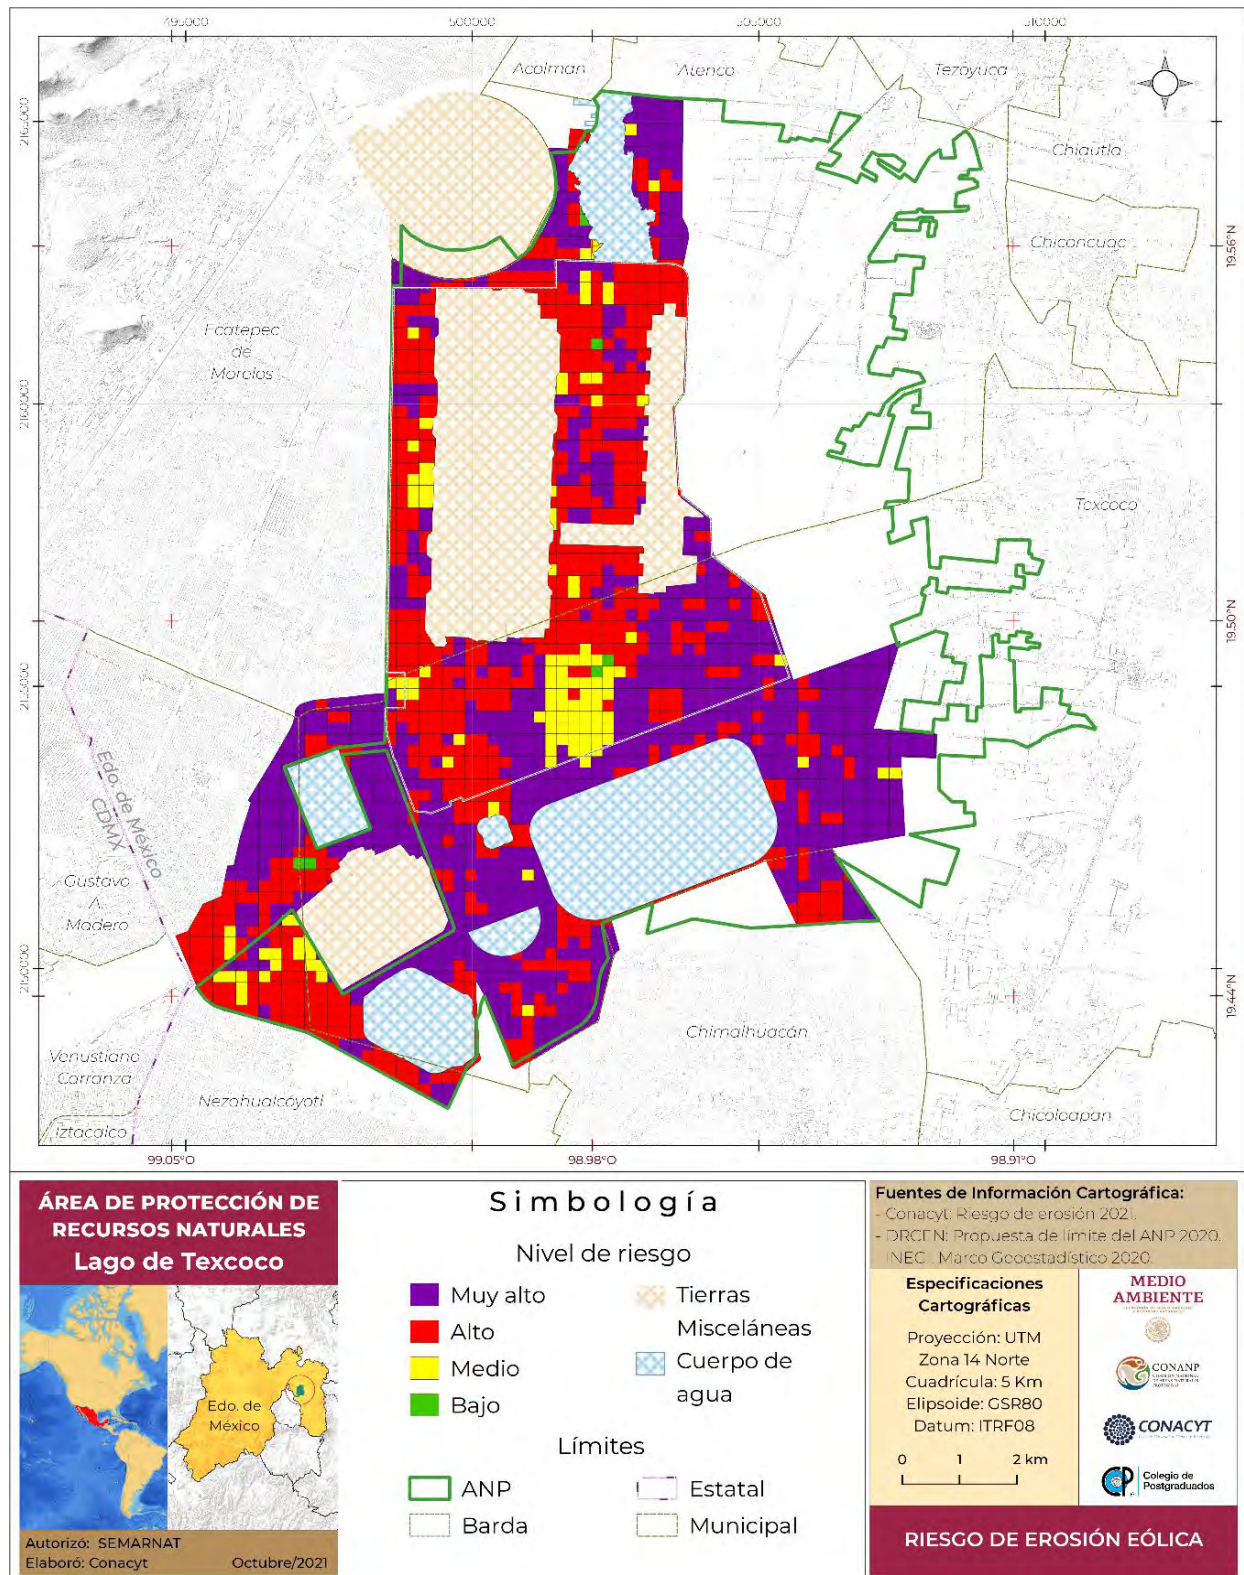 495000 500000 505000 510000
Acolman Atenco Tezoyuca
2165000
Chiautla
Chiconcuac
19.56°N
Ecatepec
de
Morelos
2160000
Texcoco
19.50°N
2155000
Edo. de México
CDMX
Gustavo
A.
Madero
2150000
19.44°N
Chimalhuacán
Venustiano
Carranza
Nezahualcóyotl
Chicoloapan
Iztacalco
99.05°O 98.98°O 98.91°O
ÁREA DE PROTECCIÓN DE
RECURSOS NATURALES
Lago de Texcoco
Edo. de
México
Autorizó: SEMARNAT
Elaboró: Conacyt Octubre/2021
Simbología
Nivel de riesgo
Muy alto
Alto
Medio
Bajo
Tierras
Misceláneas
Cuerpo de
agua
Límites
ANP
Barda
Estatal
Municipal
Fuentes de Información Cartográfica:
- Conacyt: Riesgo de erosión 2021.
- DRCEN: Propuesta de límite del ANP 2020.
- INEGI. Marco Geoestadístico 2020.
Especificaciones
Cartográficas
Proyección: UTM
Zona 14 Norte
Cuadrícula: 5 Km
Elipsoide: GSR80
Datum: ITRF08
0 1 2 km
MEDIO
AMBIENTE
CONANP
CONACYT
CP Colegio de
Postgraduados
RIESGO DE EROSIÓN EÓLICA